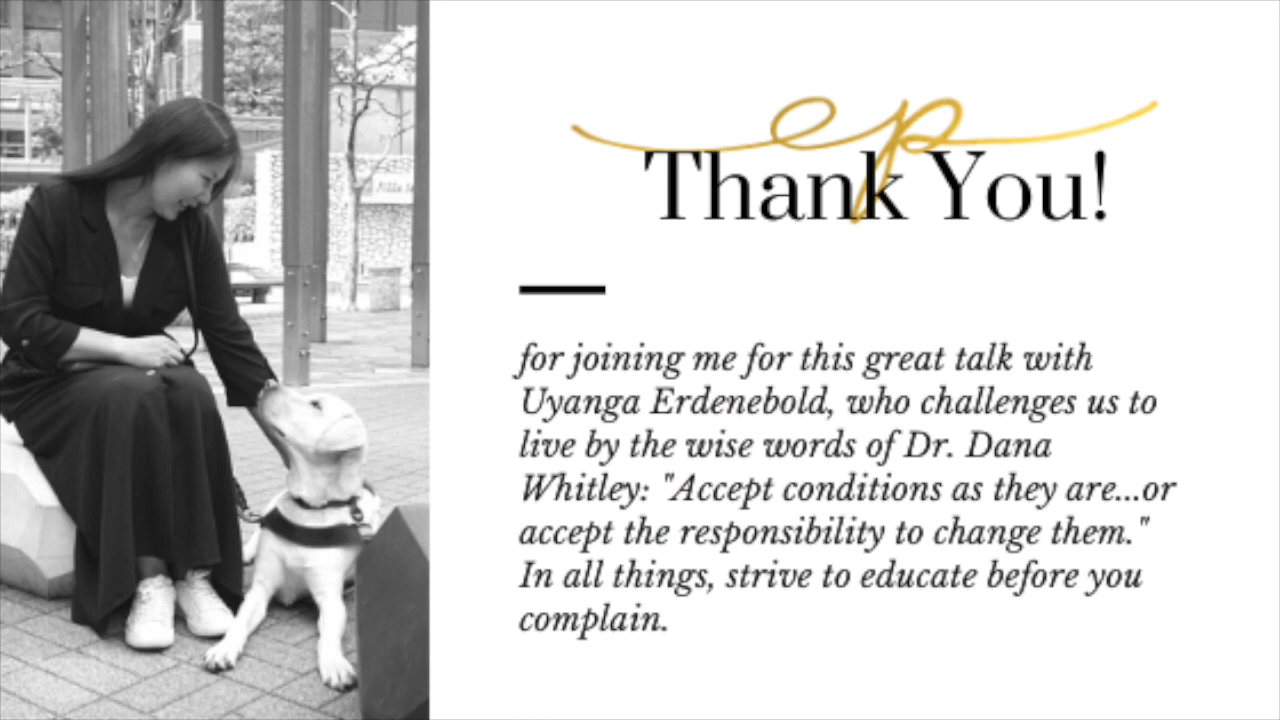 ep
Thank You!
for joining me for this great talk with
Uyanga Erdenebold, who challenges us to
live by the wise words of Dr. Dana
Whitley: "Accept conditions as they are...or
accept the responsibility to change them."
In all things, strive to educate before you
complain.